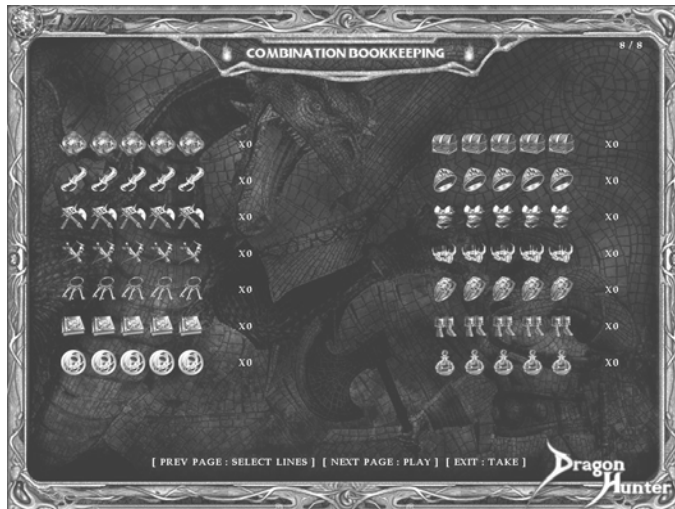 COMBINATION BOOKKEEPING
8 / 8
X0 X0
X0 X0
X0 X0
X0 X0
X0 X0
X0 X0
X0 X0
[ PREV PAGE : SELECT LINES ] [ NEXT PAGE : PLAY ] [ EXIT : TAKE ]
Dragon
Hunter